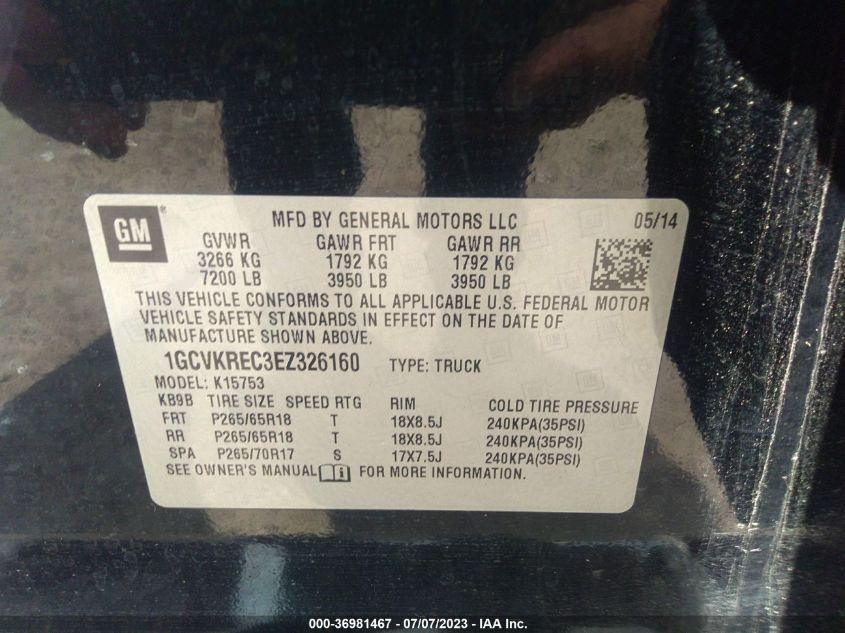 GM ®
MFD BY GENERAL MOTORS LLC 05/14
GVWR GAWR FRT GAWR RR
3266 KG 1792 KG 1792 KG
7200 LB 3950 LB 3950 LB
THIS VEHICLE CONFORMS TO ALL APPLICABLE U.S. FEDERAL MOTOR
VEHICLE SAFETY STANDARDS IN EFFECT ON THE DATE OF
MANUFACTURE SHOWN ABOVE.
1GCVKREC3EZ326160 TYPE: TRUCK
MODEL: K15753
KB9B TIRE SIZE SPEED RTG RIM COLD TIRE PRESSURE
FRT P265/65R18 T 18X8.5J 240KPA(35PSI)
RR P265/65R18 T 18X8.5J 240KPA(35PSI)
SPA P265/70R17 S 17X7.5J 240KPA(35PSI)
SEE OWNER'S MANUAL i FOR MORE INFORMATION.
000-36981467 / 07/07/2023 - IAA Inc.